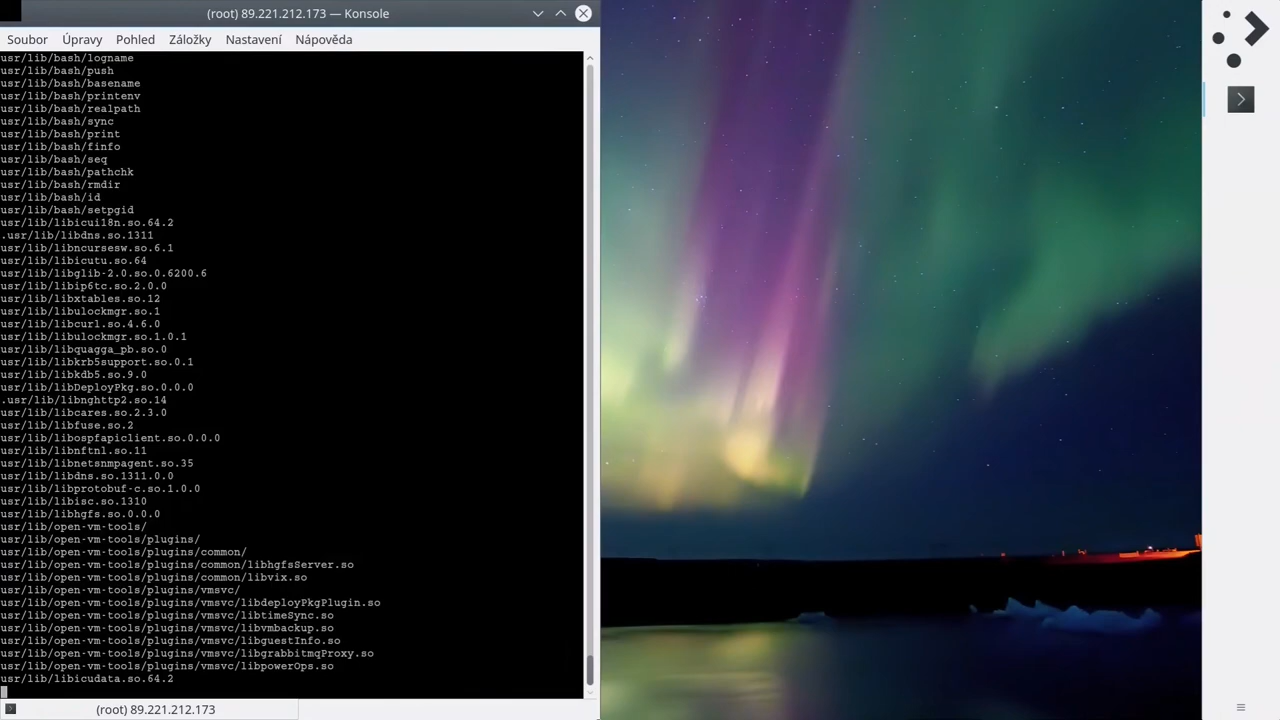 (root) 89.221.212.173 — Konsole
Soubor Úpravy Pohled Záložky Nastavení Nápověda
usr/lib/bash/logname
usr/lib/bash/push
usr/lib/bash/basename
usr/lib/bash/printenv
usr/lib/bash/realpath
usr/lib/bash/sync
usr/lib/bash/print
usr/lib/bash/finfo
usr/lib/bash/seq
usr/lib/bash/pathchk
usr/lib/bash/rmdir
usr/lib/bash/id
usr/lib/bash/setpgid
usr/lib/libicui18n.so.64.2
.usr/lib/libdns.so.1311
usr/lib/libncursesw.so.6.1
usr/lib/libicutu.so.64
usr/lib/libglib-2.0.so.0.6200.6
usr/lib/libip6tc.so.2.0.0
usr/lib/libxtables.so.12
usr/lib/libulockmgr.so.1
usr/lib/libcurl.so.4.6.0
usr/lib/libulockmgr.so.1.0.1
usr/lib/libquagga_pb.so.0
usr/lib/libkrb5support.so.0.1
usr/lib/libkdb5.so.9.0
usr/lib/libDeployPkg.so.0.0.0
.usr/lib/libnghttp2.so.14
usr/lib/libcares.so.2.3.0
usr/lib/libfuse.so.2
usr/lib/libospfapiclient.so.0.0.0
usr/lib/libnftnl.so.11
usr/lib/libnetsnmpagent.so.35
usr/lib/libdns.so.1311.0.0
usr/lib/libprotobuf-c.so.1.0.0
usr/lib/libisc.so.1310
usr/lib/libhgfs.so.0.0.0
usr/lib/open-vm-tools/
usr/lib/open-vm-tools/plugins/
usr/lib/open-vm-tools/plugins/common/
usr/lib/open-vm-tools/plugins/common/libhgfsServer.so
usr/lib/open-vm-tools/plugins/common/libvix.so
usr/lib/open-vm-tools/plugins/vmsvc/
usr/lib/open-vm-tools/plugins/vmsvc/libdeployPkgPlugin.so
usr/lib/open-vm-tools/plugins/vmsvc/libtimeSync.so
usr/lib/open-vm-tools/plugins/vmsvc/libvmbackup.so
usr/lib/open-vm-tools/plugins/vmsvc/libguestInfo.so
usr/lib/open-vm-tools/plugins/vmsvc/libgrabbitmqProxy.so
usr/lib/open-vm-tools/plugins/vmsvc/libpowerOps.so
usr/lib/libicudata.so.64.2
(root) 89.221.212.173